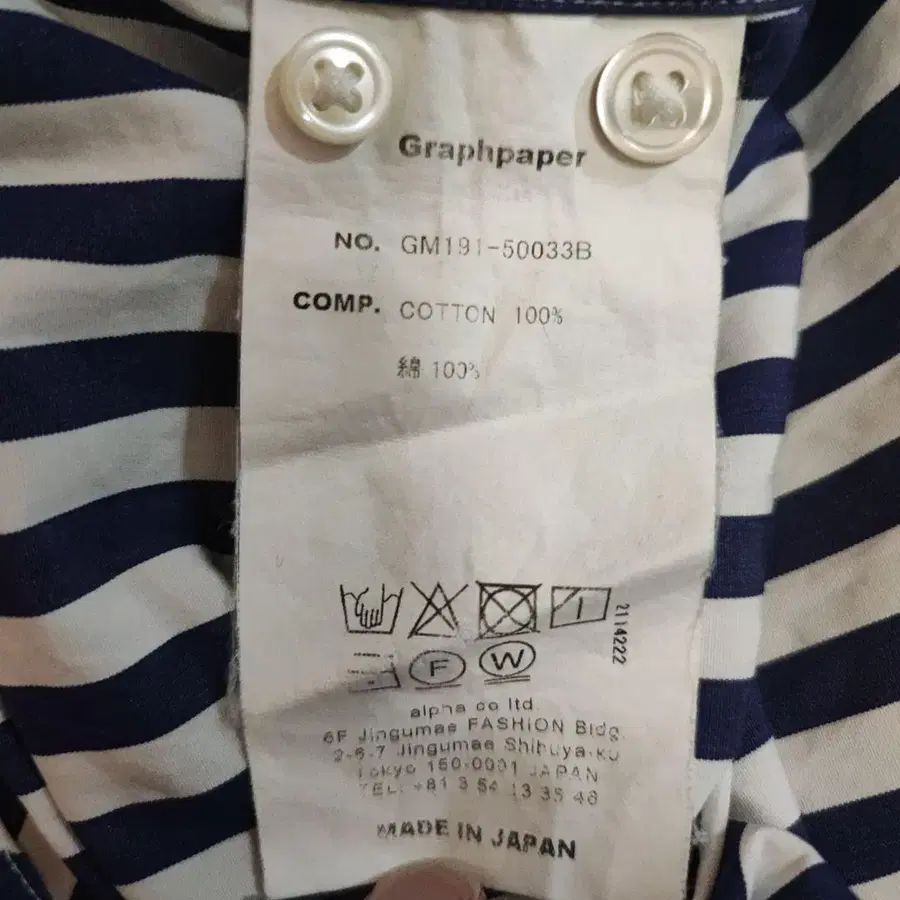 Graphpaper
NO. GM191-50033B
COMP. COTTON 100%
綿 100%
2114222
F W
alpha co ltd.
6F Jingumae FASHION Bldg.
2-6.7 Jingumae Shibuya-ku
Tokyo 150-0001 JAPAN
TEL: +81 3 54 13 35 48
MADE IN JAPAN